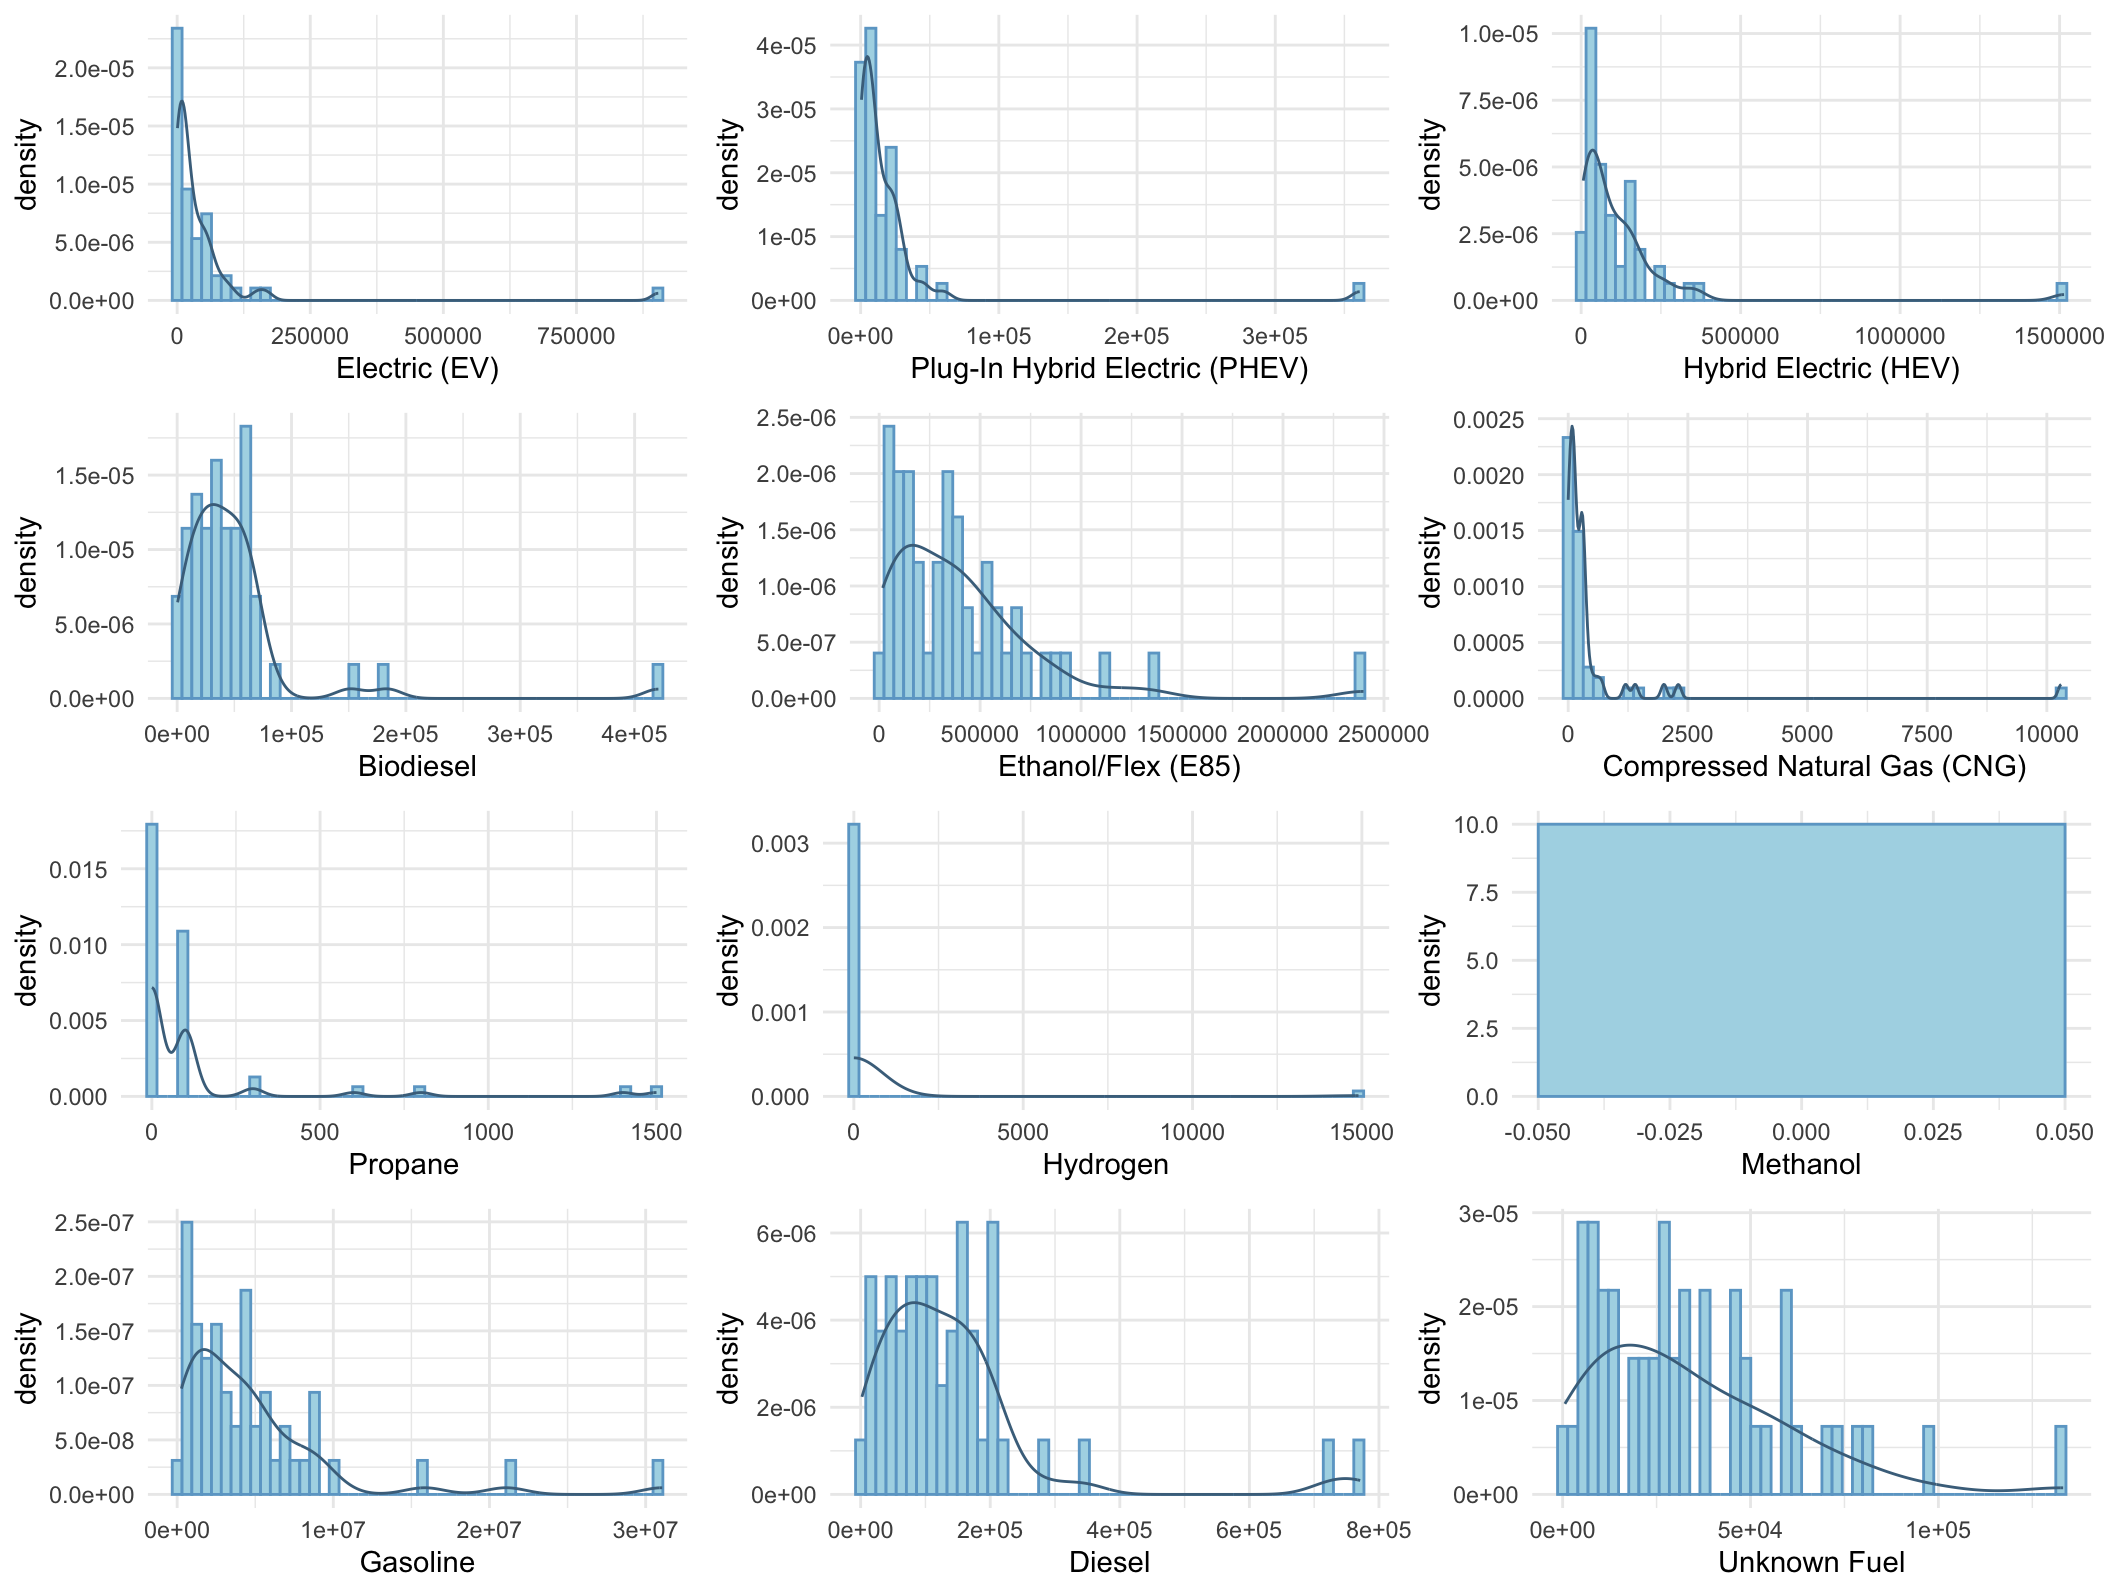 density
2.0e-05
1.5e-05
1.0e-05
5.0e-06
0.0e+00
0 250000 500000 750000
Electric (EV)
density
4e-05
3e-05
2e-05
1e-05
0e+00
0e+00 1e+05 2e+05 3e+05
Plug-In Hybrid Electric (PHEV)
density
1.0e-05
7.5e-06
5.0e-06
2.5e-06
0.0e+00
0 500000 1000000 1500000
Hybrid Electric (HEV)
density
1.5e-05
1.0e-05
5.0e-06
0.0e+00
0e+00 1e+05 2e+05 3e+05 4e+05
Biodiesel
density
2.5e-06
2.0e-06
1.5e-06
1.0e-06
5.0e-07
0.0e+00
0 500000 1000000 1500000 2000000 2500000
Ethanol/Flex (E85)
density
0.0025
0.0020
0.0015
0.0010
0.0005
0.0000
0 2500 5000 7500 10000
Compressed Natural Gas (CNG)
density
0.015
0.010
0.005
0.000
0 500 1000 1500
Propane
density
0.003
0.002
0.001
0.000
0 5000 10000 15000
Hydrogen
density
10.0
7.5
5.0
2.5
0.0
-0.050 -0.025 0.000 0.025 0.050
Methanol
density
2.5e-07
2.0e-07
1.5e-07
1.0e-07
5.0e-08
0.0e+00
0e+00 1e+07 2e+07 3e+07
Gasoline
density
6e-06
4e-06
2e-06
0e+00
0e+00 2e+05 4e+05 6e+05 8e+05
Diesel
density
3e-05
2e-05
1e-05
0e+00
0e+00 5e+04 1e+05
Unknown Fuel